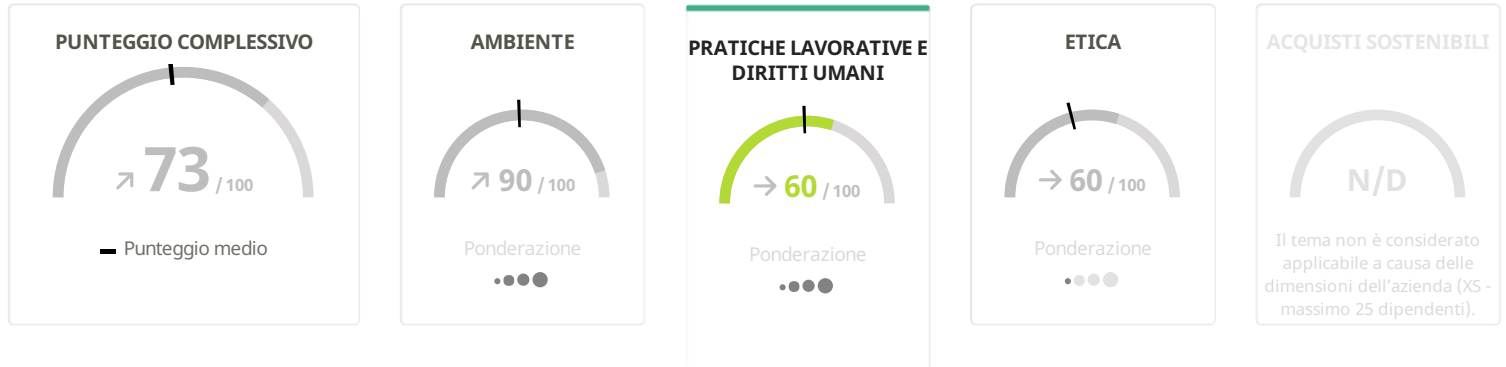 PUNTEGGIO COMPLESSIVO
73 / 100
Punteggio medio
AMBIENTE
90 / 100
Ponderazione
PRATICHE LAVORATIVE E
DIRITTI UMANI
60 / 100
Ponderazione
ETICA
60 / 100
Ponderazione
ACQUISTI SOSTENIBILI
N/D
Il tema non è considerato
applicabile a causa delle
dimensioni dell'azienda (XS -
massimo 25 dipendenti).